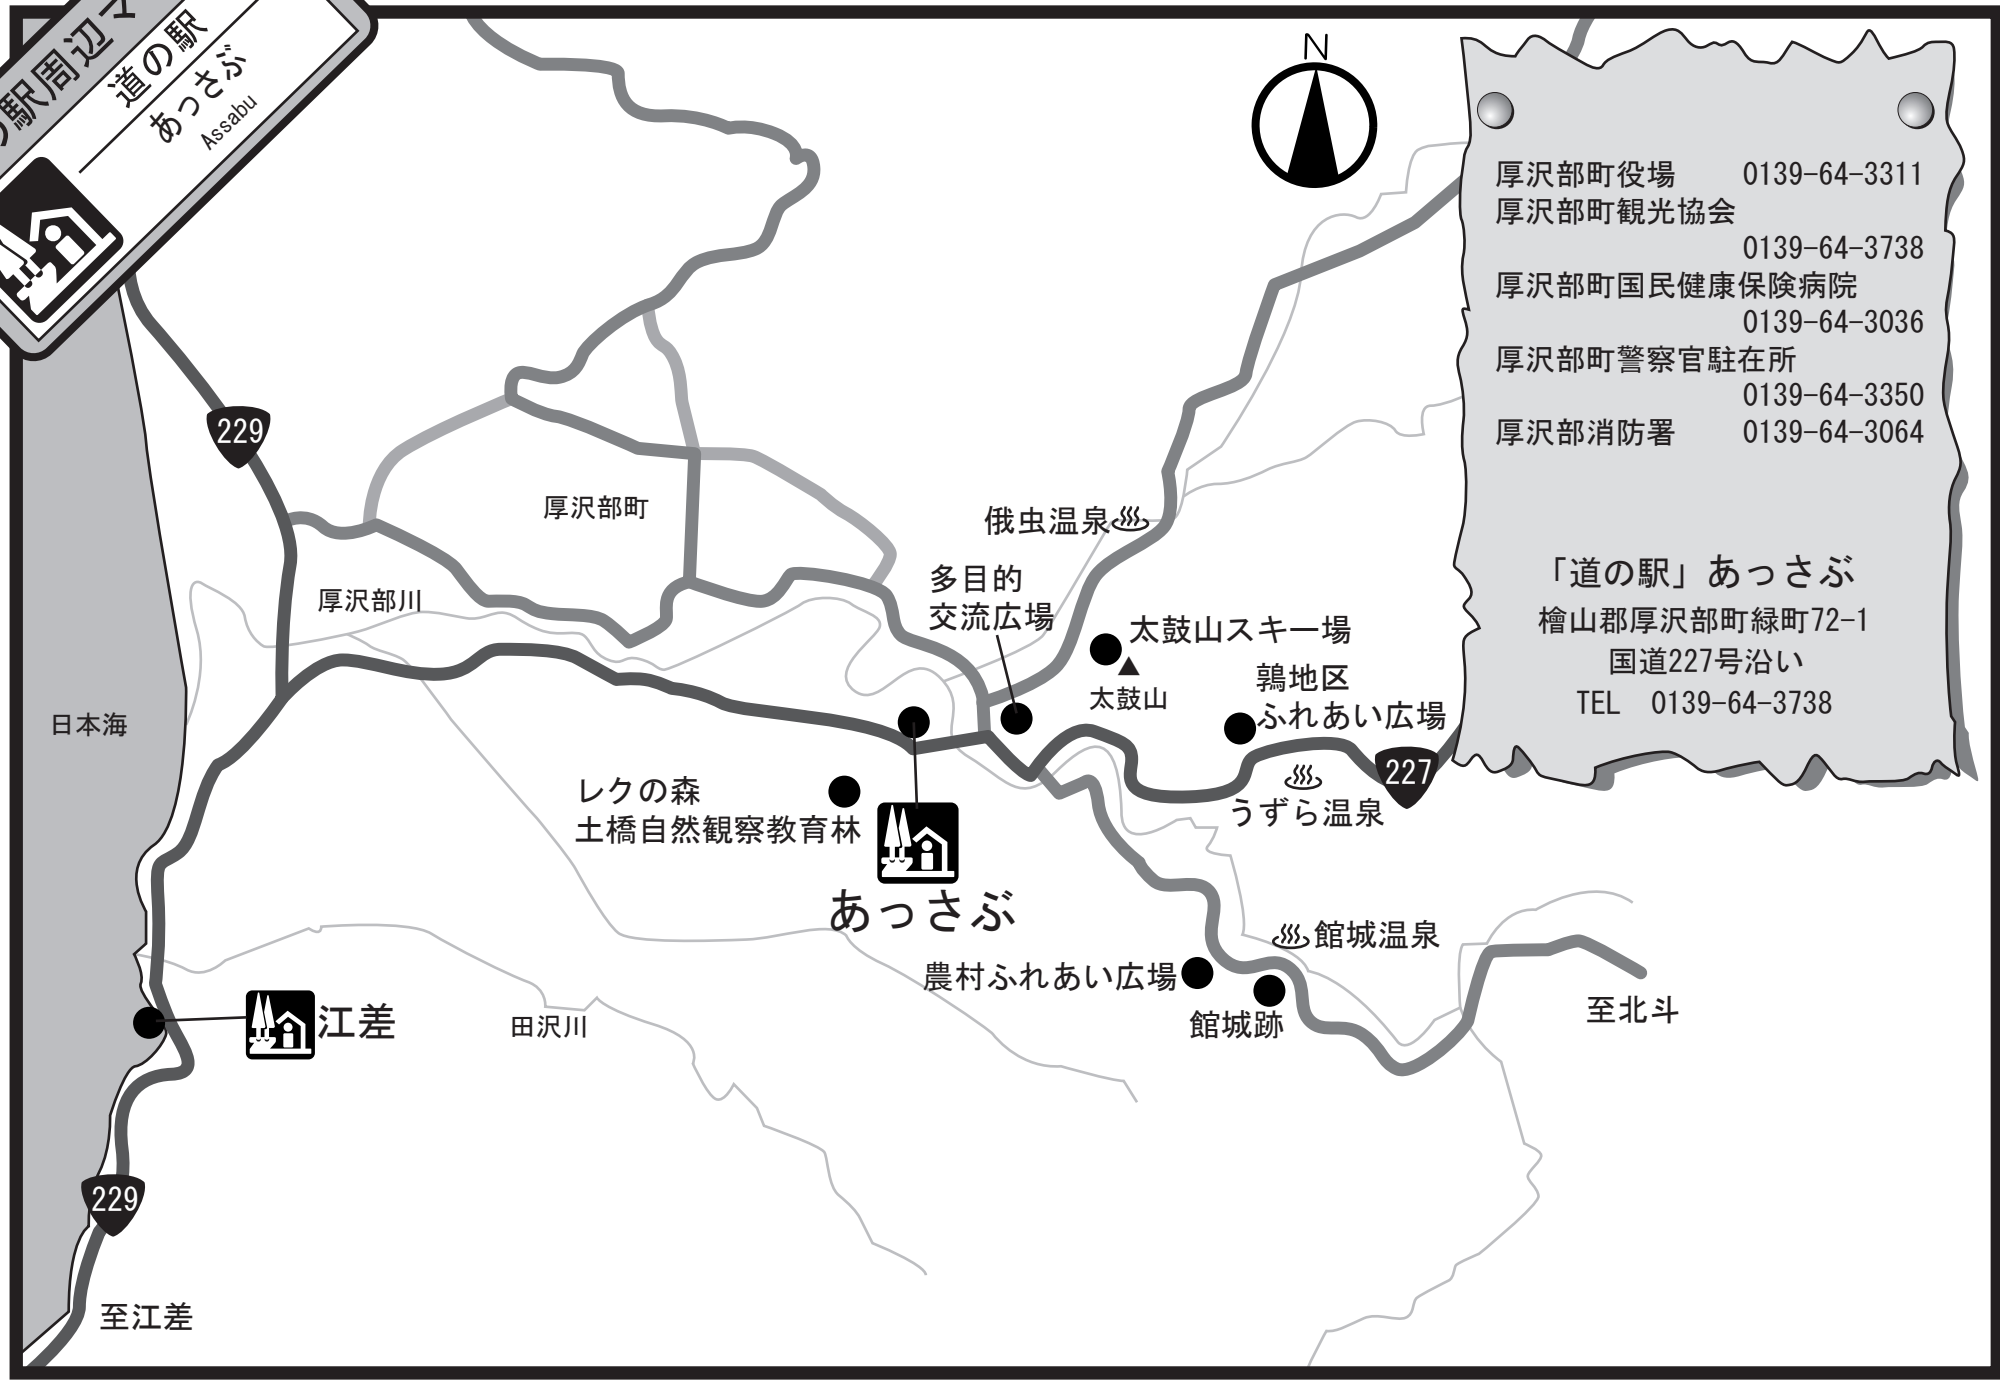 駅周辺マ
道の駅
あっさぶ
Assabu
N
厚沢部町役場 0139-64-3311
厚沢部町観光協会
0139-64-3738
厚沢部町国民健康保険病院
0139-64-3036
厚沢部町警察官駐在所
0139-64-3350
厚沢部消防署 0139-64-3064
「道の駅」あっさぶ
檜山郡厚沢部町緑町72-1
国道227号沿い
TEL 0139-64-3738
229
厚沢部町
俄虫温泉
多目的
交流広場
厚沢部川
太鼓山スキー場
太鼓山
鶉地区
ふれあい広場
日本海
227
うずら温泉
レクの森
土橋自然観察教育林
あっさぶ
館城温泉
農村ふれあい広場
館城跡
至北斗
江差
田沢川
229
至江差